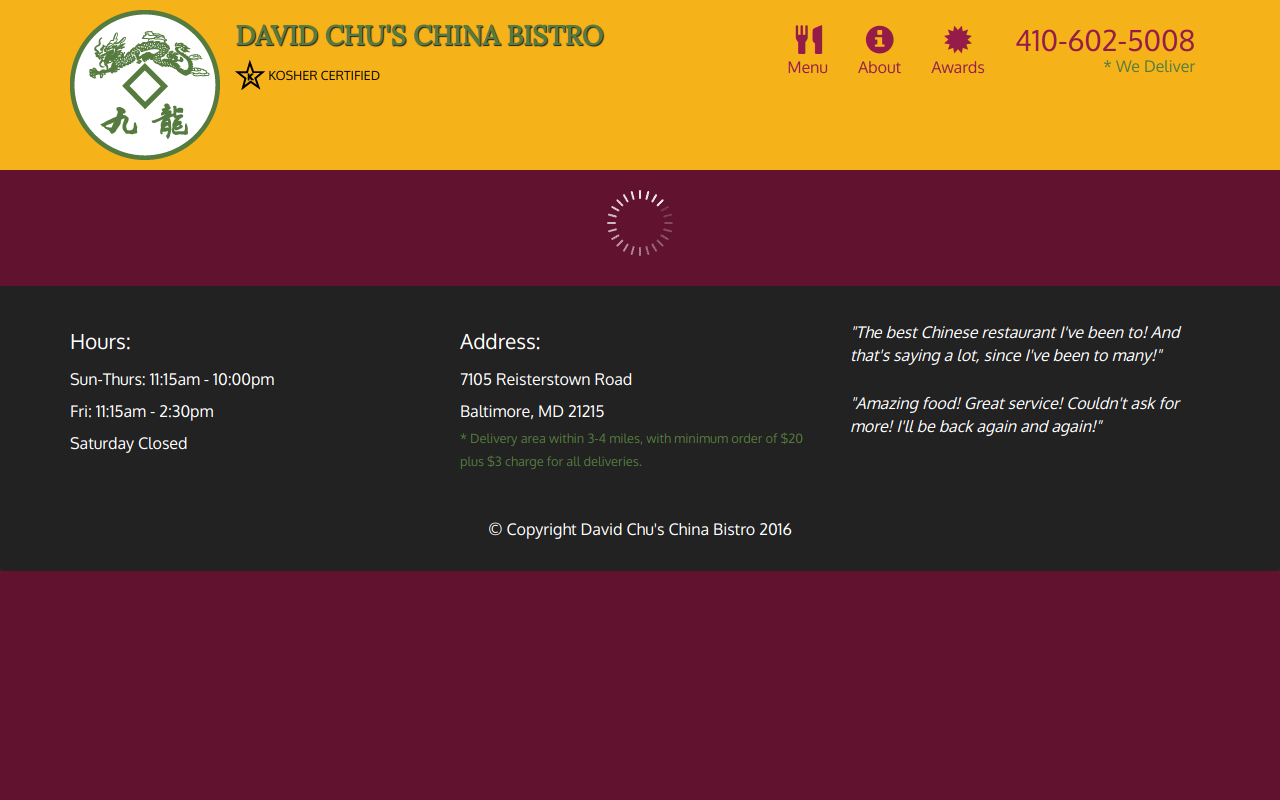 九 龍
DAVID CHU'S CHINA BISTRO
K KOSHER CERTIFIED
Menu
About
Awards
410-602-5008
* We Deliver
Hours:
Sun-Thurs: 11:15am - 10:00pm
Fri: 11:15am - 2:30pm
Saturday Closed
Address:
7105 Reisterstown Road
Baltimore, MD 21215
* Delivery area within 3-4 miles, with minimum order of $20
plus $3 charge for all deliveries.
"The best Chinese restaurant I've been to! And
that's saying a lot, since I've been to many!"
"Amazing food! Great service! Couldn't ask for
more! I'll be back again and again!"
© Copyright David Chu's China Bistro 2016